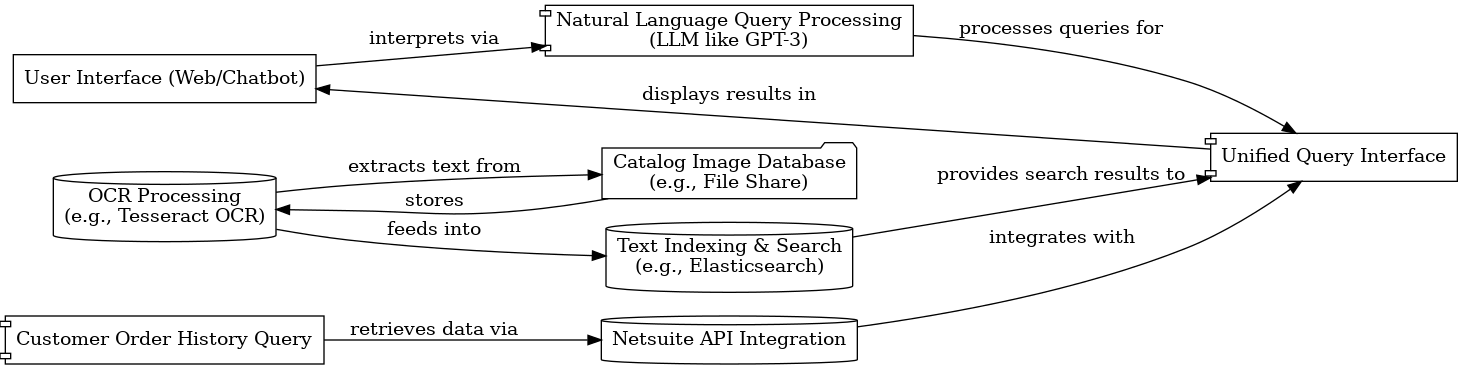 Natural Language Query Processing
(LLM like GPT-3)
interprets via
processes queries for
User Interface (Web/Chatbot)
displays results in
Unified Query Interface
Catalog Image Database
(e.g., File Share)
extracts text from
provides search results to
OCR Processing
(e.g., Tesseract OCR)
stores
feeds into
Text Indexing & Search
(e.g., Elasticsearch)
integrates with
Customer Order History Query
retrieves data via
Netsuite API Integration